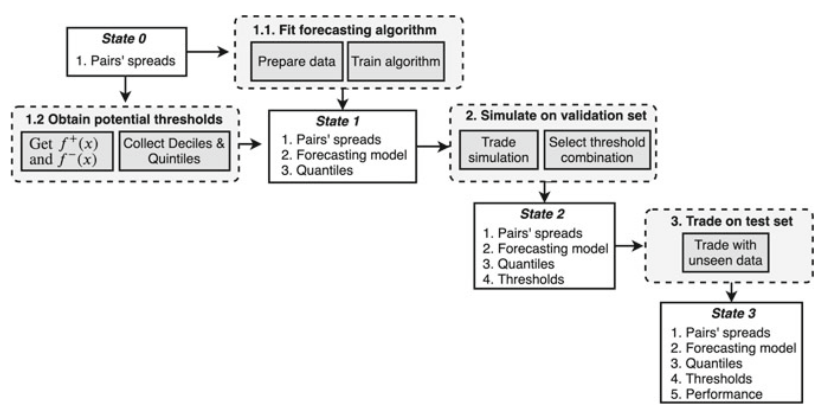 State 0
1. Pairs' spreads
1.1. Fit forecasting algorithm
Prepare data
Train algorithm
1.2 Obtain potential thresholds
Get f⁺(x)
and f⁻(x)
Collect Deciles &
Quintiles
State 1
1. Pairs' spreads
2. Forecasting model
3. Quantiles
2. Simulate on validation set
Trade
simulation
Select threshold
combination
State 2
1. Pairs' spreads
2. Forecasting model
3. Quantiles
4. Thresholds
3. Trade on test set
Trade with
unseen data
State 3
1. Pairs' spreads
2. Forecasting model
3. Quantiles
4. Thresholds
5. Performance